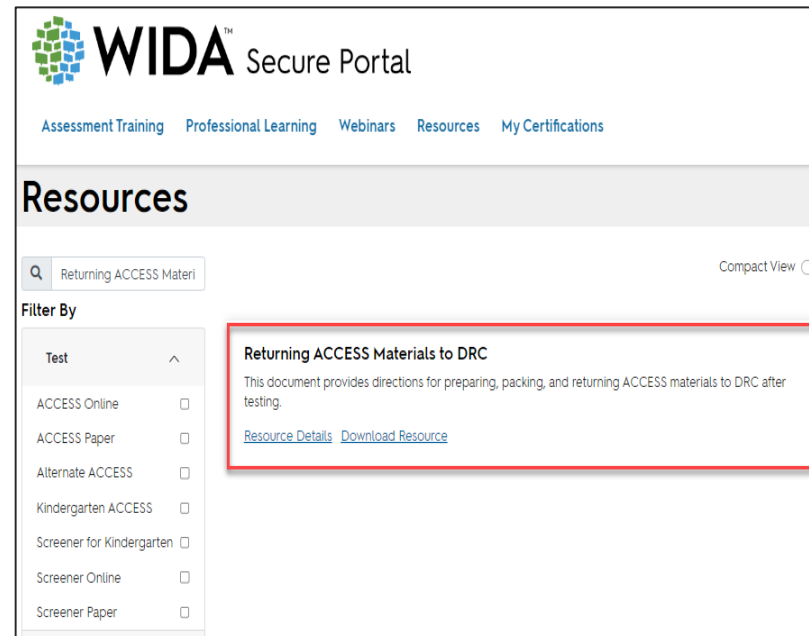 WIDA™ Secure Portal
Assessment Training Professional Learning Webinars Resources My Certifications
Resources
Returning ACCESS Materi
Compact View
Filter By
Test
ACCESS Online
ACCESS Paper
Alternate ACCESS
Kindergarten ACCESS
Screener for Kindergarten
Screener Online
Screener Paper
Returning ACCESS Materials to DRC
This document provides directions for preparing, packing, and returning ACCESS materials to DRC after
testing.
Resource Details Download Resource